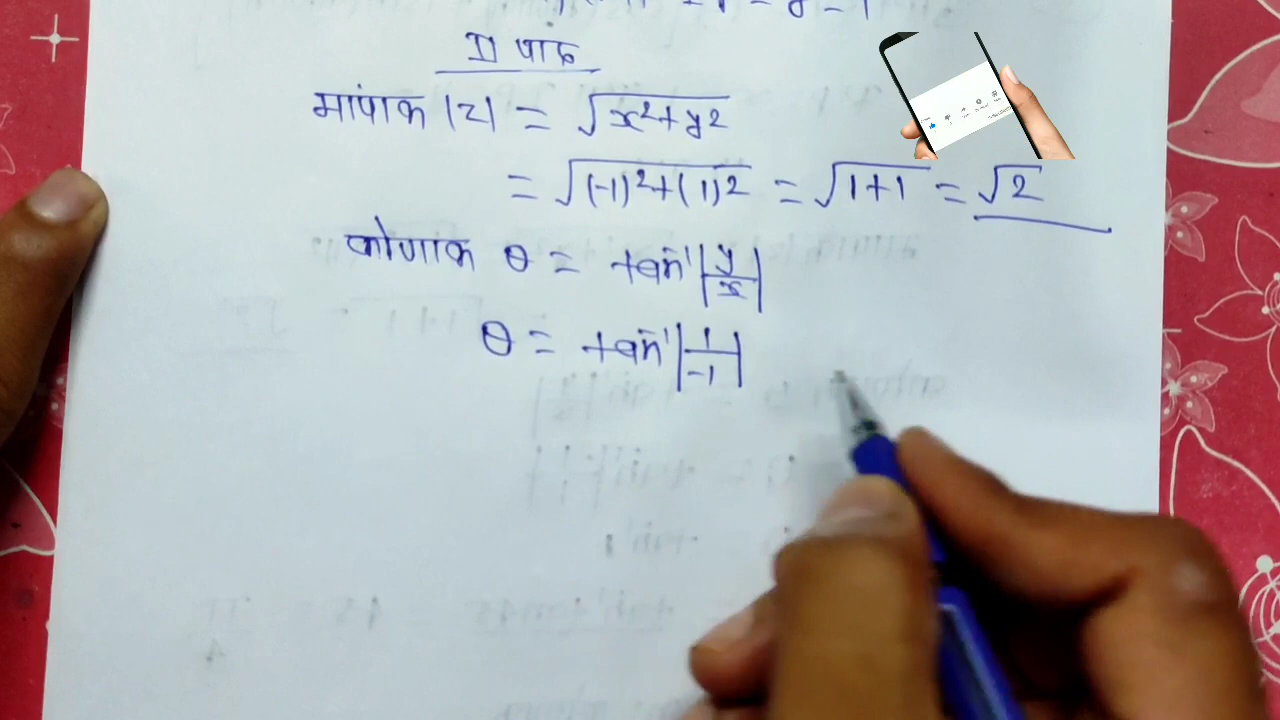 II पाद
मापाक |z| = √x²+y²
= √(-1)²+(1)² = √1+1 = √2
कोणाक θ = tan⁻¹|y/x|
θ = tan⁻¹|1/-1|